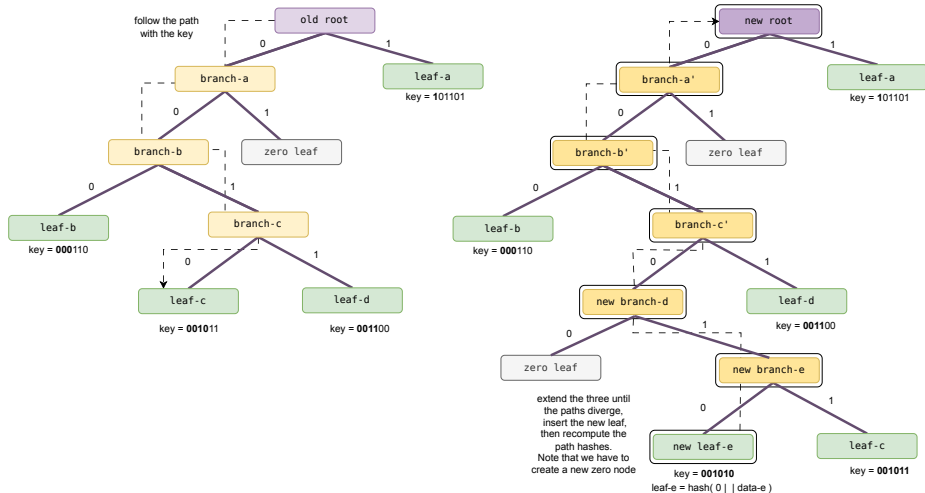 follow the path
with the key
old root
0
1
branch-a
leaf-a
key = 101101
0
1
branch-b
zero leaf
0
1
leaf-b
key = 000110
branch-c
0
1
leaf-c
key = 001011
leaf-d
key = 001100
new root
0
1
branch-a'
leaf-a
key = 101101
0
1
branch-b'
zero leaf
0
1
leaf-b
key = 000110
branch-c'
0
1
new branch-d
leaf-d
key = 001100
0
1
zero leaf
new branch-e
extend the three until
the paths diverge,
insert the new leaf,
then recompute the
path hashes.
Note that we have to
create a new zero node
0
1
new leaf-e
key = 001010
leaf-e = hash( 0 | | data-e )
leaf-c
key = 001011